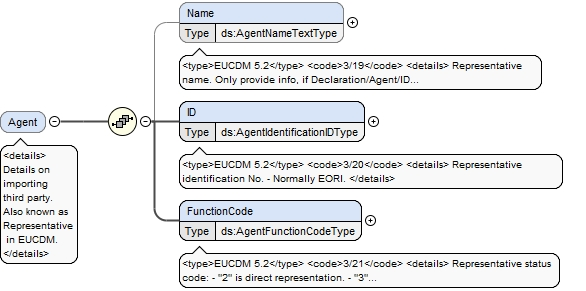 Name
Type ds:AgentNameTextType
<type>EUCDM 5.2</type> <code>3/19</code> <details> Representative
name. Only provide info, if Declaration/Agent/ID...
Agent
<details>
Details on
importing
third party.
Also known as
Representative
in EUCDM.
</details>
ID
Type ds:AgentIdentificationIDType
<type>EUCDM 5.2</type> <code>3/20</code> <details> Representative
identification No. - Normally EORI. </details>
FunctionCode
Type ds:AgentFunctionCodeType
<type>EUCDM 5.2</type> <code>3/21</code> <details> Representative status
code: - "2" is direct representation. - "3"...